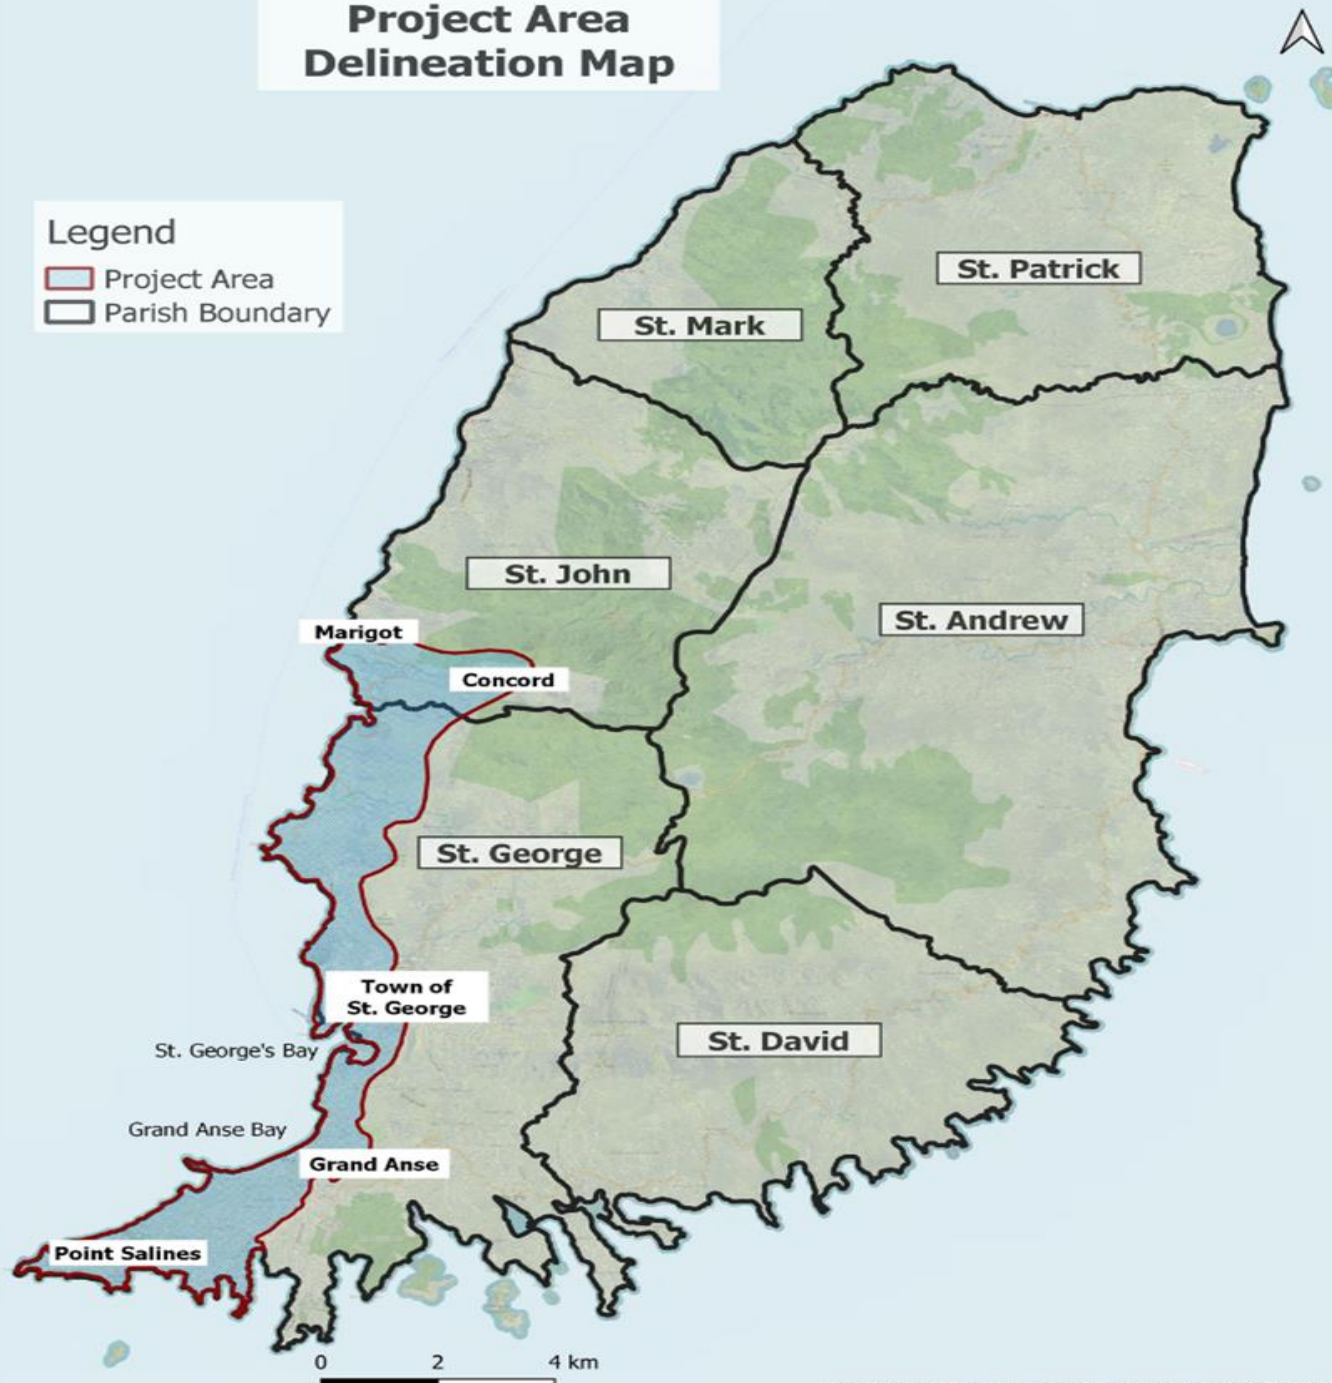 Project Area
Delineation Map
Legend
Project Area
Parish Boundary
St. Patrick
St. Mark
St. John
St. Andrew
Marigot
Concord
St. George
Town of
St. George
St. George's Bay
St. David
Grand Anse Bay
Grand Anse
Point Salines
0 2 4 km